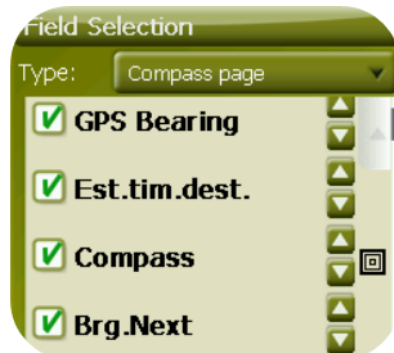 Field Selection
Type: Compass page
GPS Bearing
Est.tim.dest.
Compass
Brg.Next